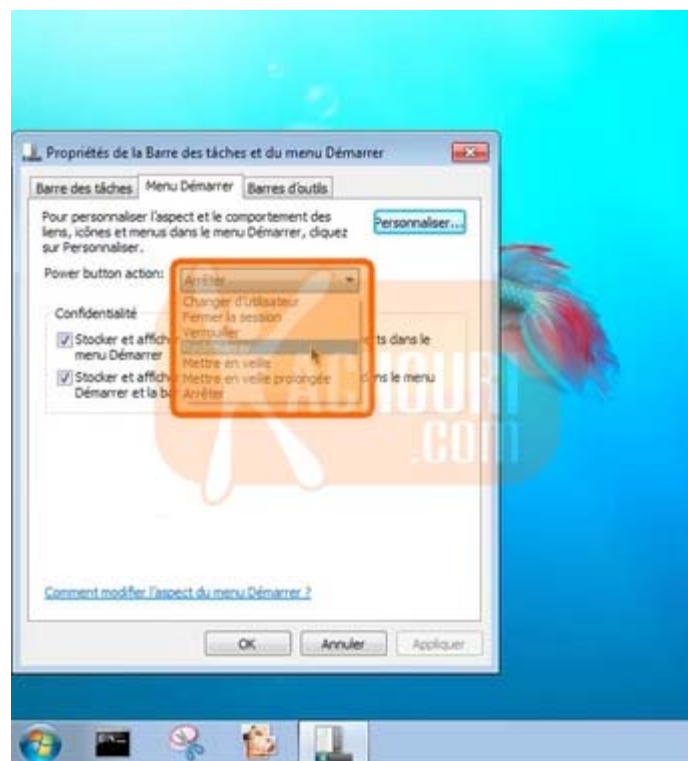 Propriétés de la Barre des tâches et du menu Démarrer
Barre des tâches Menu Démarrer Barres d'outils
Pour personnaliser l'aspect et le comportement des
liens, icônes et menus dans le menu Démarrer, cliquez
sur Personnaliser.
Personnaliser...
Power button action:
Arrêter
Changer d'utilisateur
Fermer la session
Verrouiller
Redémarrer
Mettre en veille
Mettre en veille prolongée
Arrêter
Confidentialité
Stocker et affich ts dans le
menu Démarrer
Stocker et affich ns le menu
Démarrer et la ba
KACHOURI
.COM
Comment modifier l'aspect du menu Démarrer ?
OK Annuler Appliquer